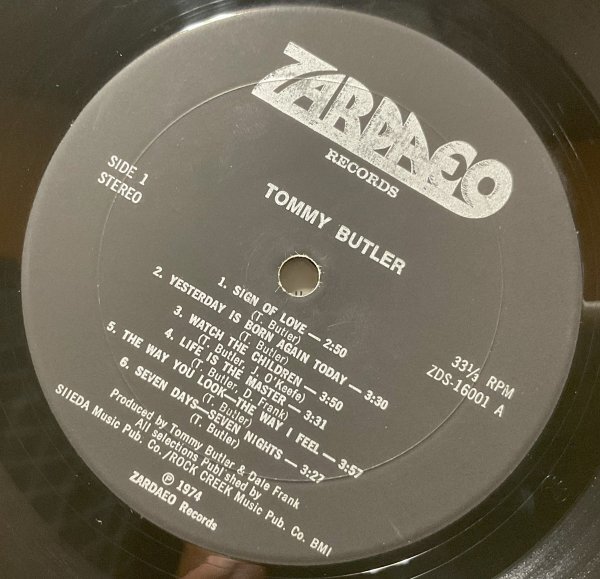 ZARDAEO
RECORDS
SIDE 1
STEREO
TOMMY BUTLER
1. SIGN OF LOVE — 2:50
(T. Butler)
2. YESTERDAY IS BORN AGAIN TODAY — 3:30
(T. Butler)
3. WATCH THE CHILDREN — 3:50
(T. Butler, J. O'Keefe)
4. LIFE IS THE MASTER — 3:31
(T. Butler, D. Frank)
5. THE WAY YOU LOOK—THE WAY I FEEL — 3:57
(T. Butler)
6. SEVEN DAYS—SEVEN NIGHTS — 3:27
(T. Butler)
33⅓ RPM
ZDS-16001 A
Produced by Tommy Butler & Dale Frank
All selections Published by
SIIEDA Music Pub. Co./ROCK CREEK Music Pub. Co. BMI
℗ 1974
ZARDAEO Records